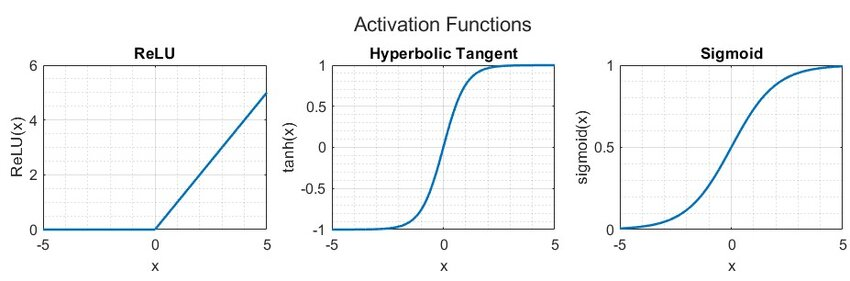 Activation Functions
ReLU
6
4
2
0
-5
0
5
ReLU(x)
x
Hyperbolic Tangent
1
0.5
0
-0.5
-1
-5
0
5
tanh(x)
x
Sigmoid
1
0.5
0
-5
0
5
sigmoid(x)
x